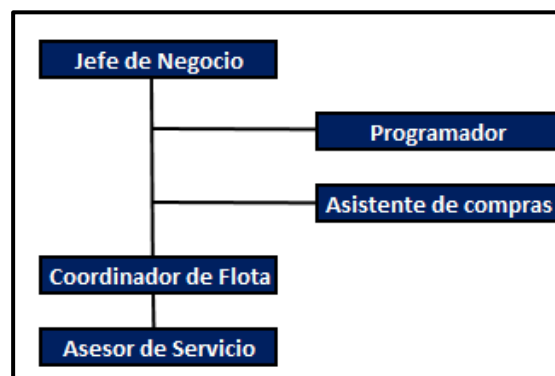 Jefe de Negocio
Programador
Asistente de compras
Coordinador de Flota
Asesor de Servicio